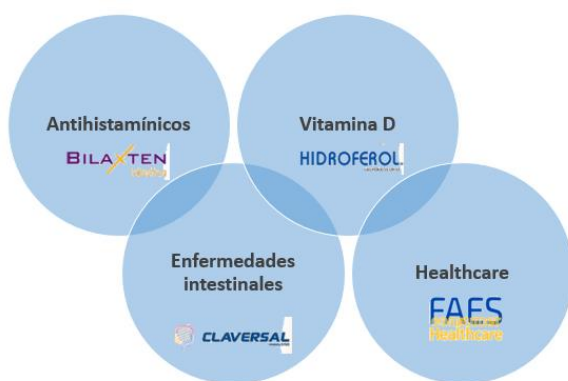 Antihistamínicos
BILAXTEN
Vitamina D
HIDROFEROL
Enfermedades
intestinales
CLAVERSAL
Healthcare
FAES
Healthcare